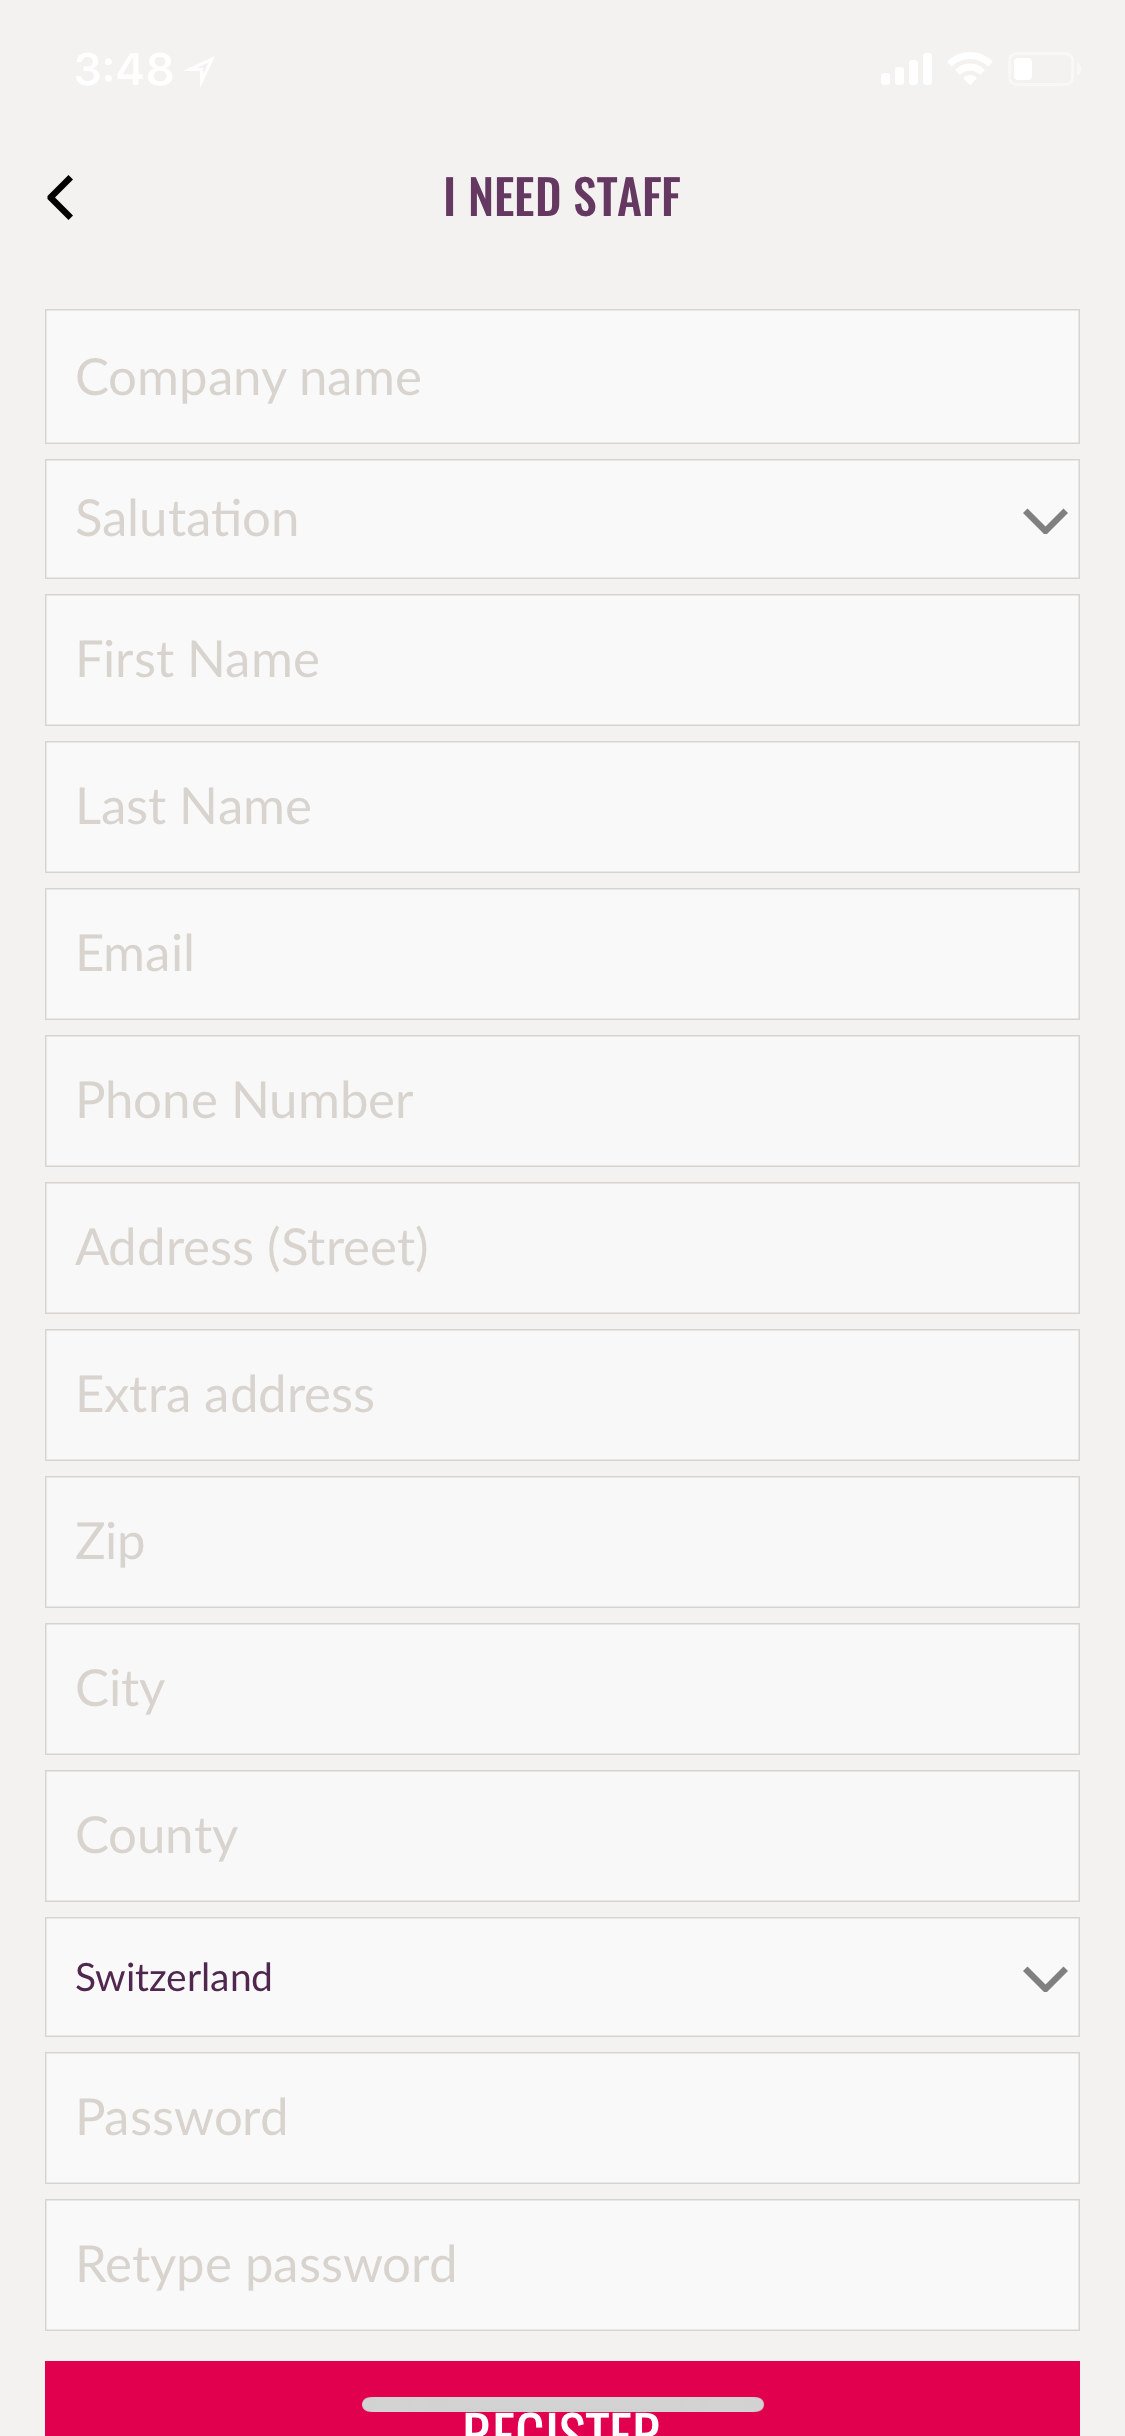 3:48
I NEED STAFF
Company name
Salutation
First Name
Last Name
Email
Phone Number
Address (Street)
Extra address
Zip
City
County
Switzerland
Password
Retype password
REGISTER